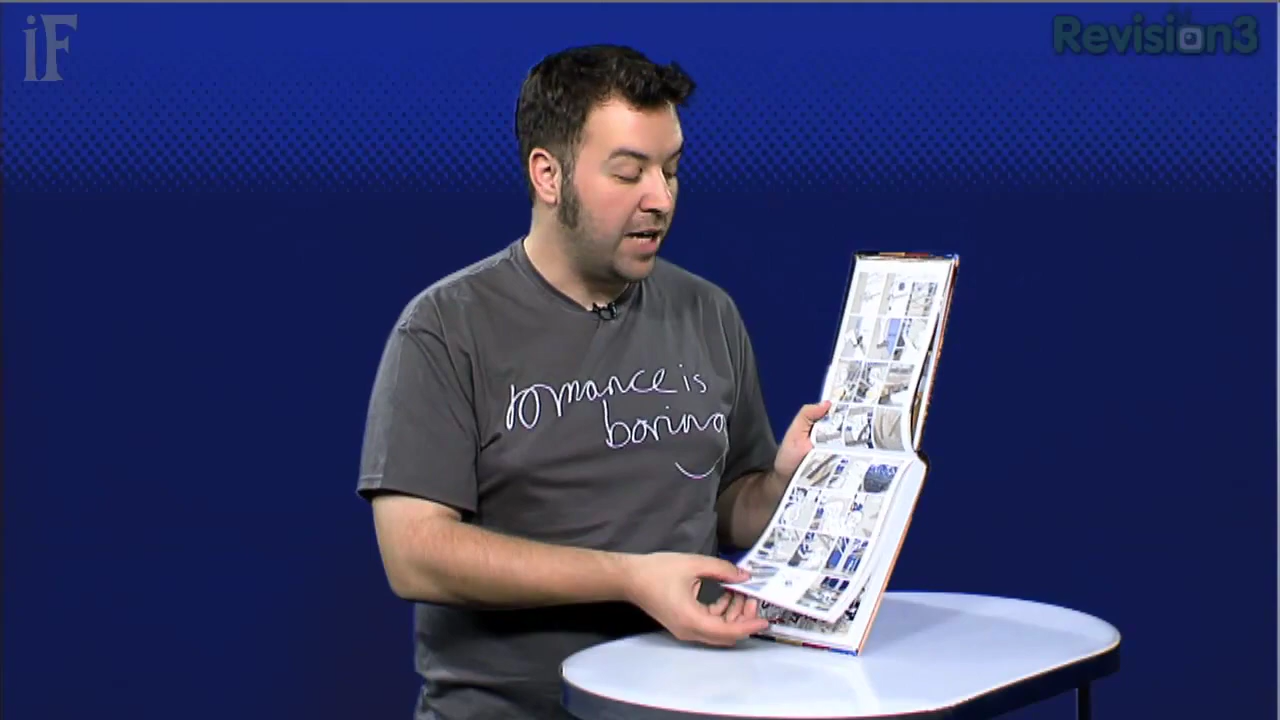 iF
Revision3
romance is
boring